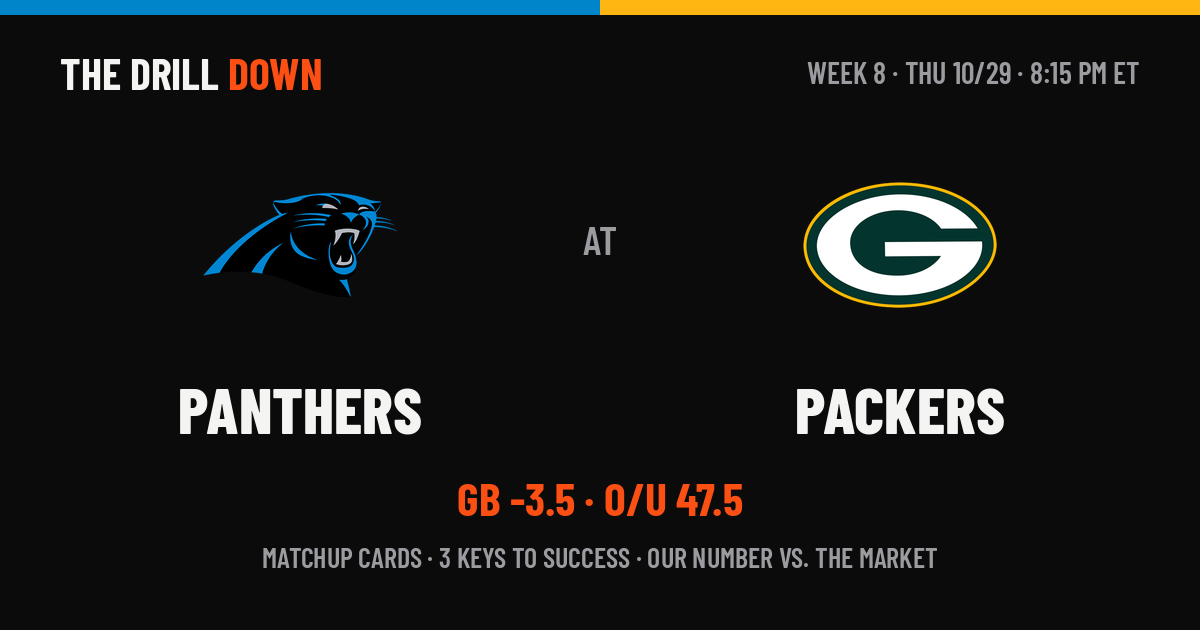 THE DRILL DOWN
WEEK 8 · THU 10/29 · 8:15 PM ET
AT
G
PANTHERS
PACKERS
GB -3.5 · O/U 47.5
MATCHUP CARDS · 3 KEYS TO SUCCESS · OUR NUMBER VS. THE MARKET